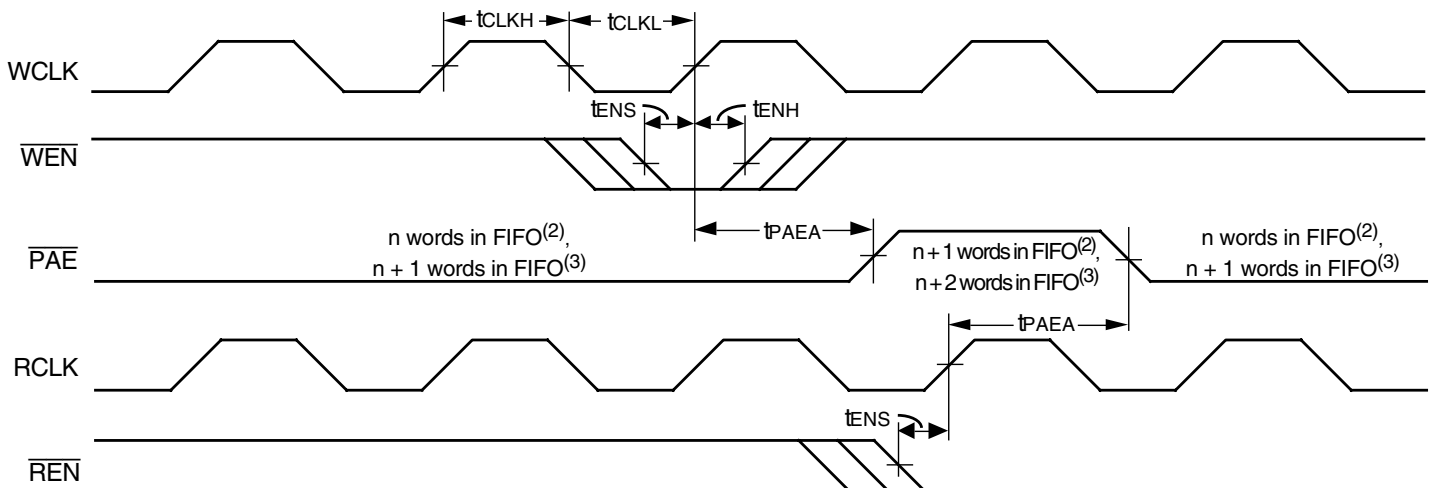 tCLKH
tCLKL
WCLK
tENS
tENH
WEN
tPAEA
PAE
n words in FIFO(2),
n + 1 words in FIFO(3)
n + 1 words in FIFO(2),
n + 2 words in FIFO(3)
n words in FIFO(2),
n + 1 words in FIFO(3)
tPAEA
RCLK
tENS
REN